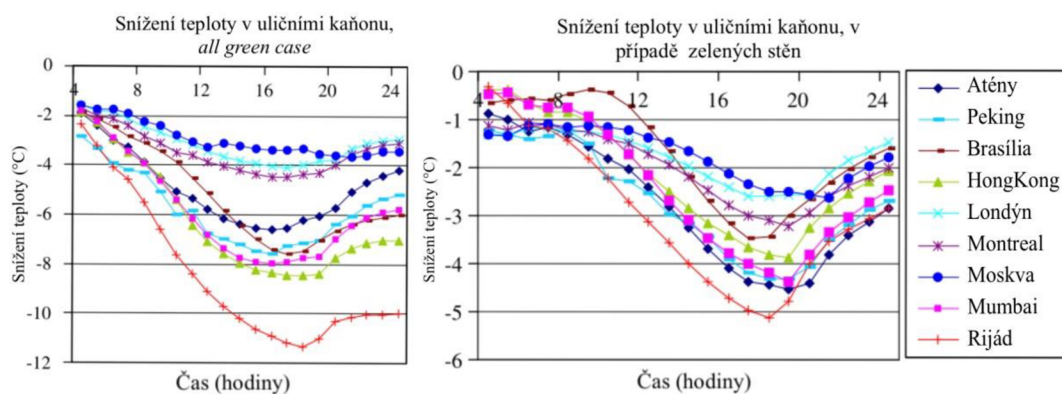 Snížení teploty v uličními kaňonu,
all green case
0
-2
-4
-6
-8
-10
-12
4
8
12
16
20
24
Snížení teploty (°C)
Čas (hodiny)
Snížení teploty v uličními kaňonu, v
případě zelených stěn
0
-1
-2
-3
-4
-5
-6
4
8
12
16
20
24
Snížení teploty (°C)
Čas (hodiny)
Atény
Peking
Brasília
HongKong
Londýn
Montreal
Moskva
Mumbai
Rijád